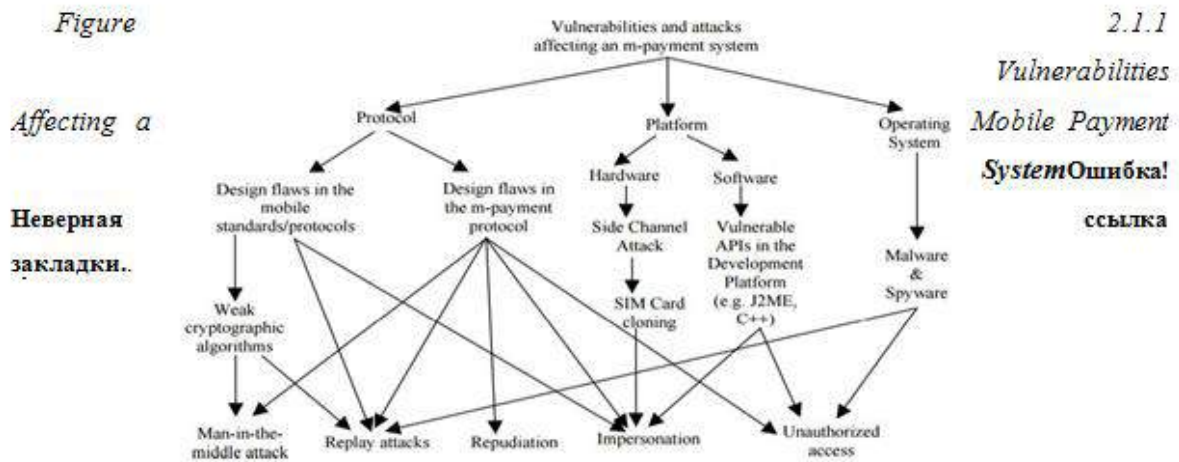 Figure 2.1.1
Vulnerabilities
Affecting a Mobile Payment
SystemОшибка!
Неверная ссылка
закладки..
Vulnerabilities and attacks
affecting an m-payment system
Protocol
Platform
Operating
System
Design flaws in the
mobile
standards/protocols
Design flaws in
the m-payment
protocol
Hardware
Software
Side Channel
Attack
Vulnerable
APIs in the
Development
Platform
(e.g. J2ME,
C++)
Malware
&
Spyware
Weak
cryptographic
algorithms
SIM Card
cloning
Man-in-the-
middle attack
Replay attacks
Repudiation
Impersonation
Unauthorized
access